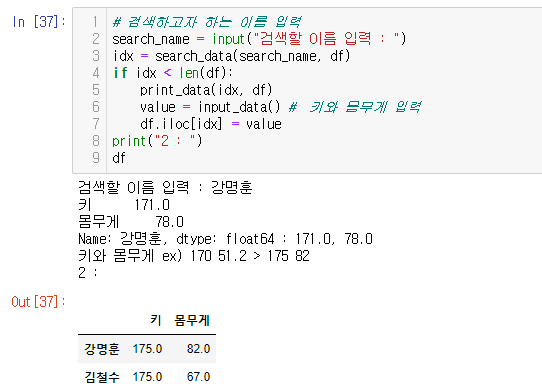 In [37]:
1 # 검색하고자 하는 이름 입력
2 search_name = input("검색할 이름 입력 : ")
3 idx = search_data(search_name, df)
4 if idx < len(df):
5     print_data(idx, df)
6     value = input_data() # 키와 몸무게 입력
7     df.iloc[idx] = value
8 print("2 : ")
9 df
검색할 이름 입력 : 강명훈
키      171.0
몸무게     78.0
Name: 강명훈, dtype: float64 : 171.0, 78.0
키와 몸무게 ex) 170 51.2 > 175 82
2 :
Out[37]:
키 몸무게
강명훈 175.0 82.0
김철수 175.0 67.0